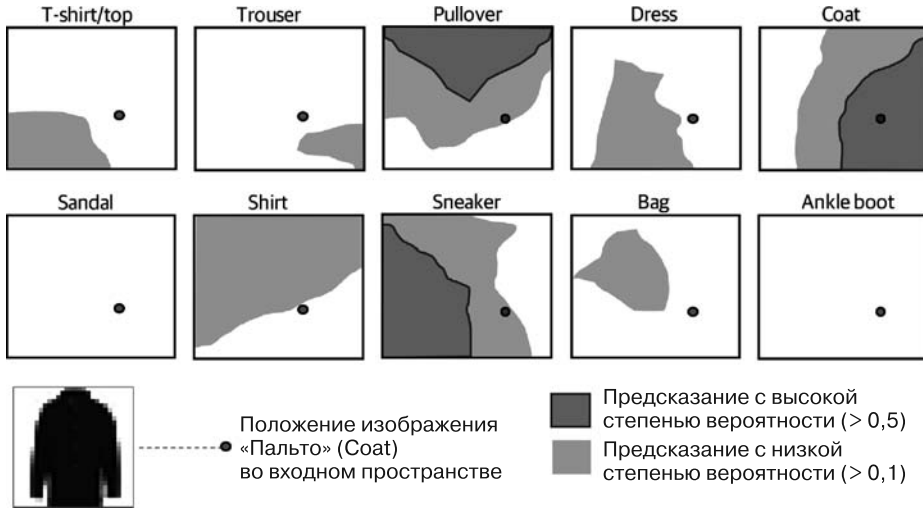 T-shirt/top
Trouser
Pullover
Dress
Coat
Sandal
Shirt
Sneaker
Bag
Ankle boot
Положение изображения
«Пальто» (Coat)
во входном пространстве
Предсказание с высокой
степенью вероятности (> 0,5)
Предсказание с низкой
степенью вероятности (> 0,1)